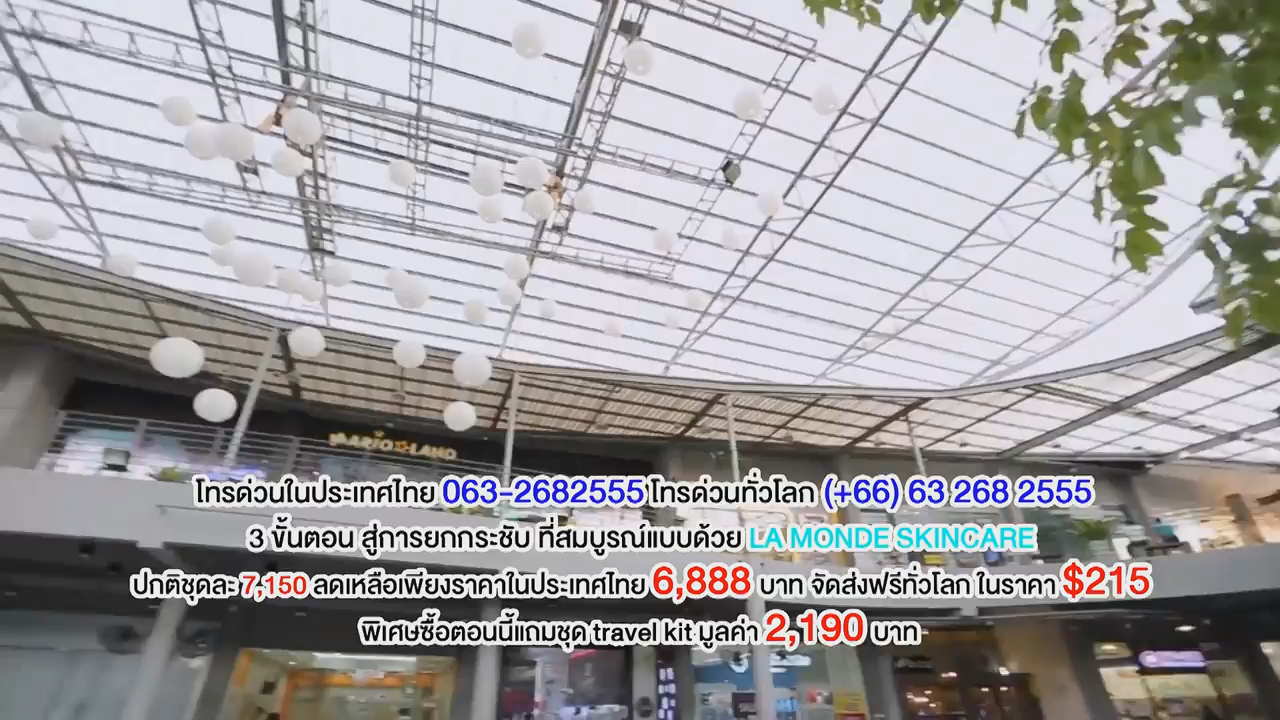 MARIO LAND
โทรด่วนในประเทศไทย 063-2682555 โทรด่วนทั่วโลก (+66) 63 268 2555
3 ขั้นตอน สู่การยกกระชับ ที่สมบูรณ์แบบด้วย LA MONDE SKINCARE
ปกติชุดละ 7,150 ลดเหลือเพียงราคาในประเทศไทย 6,888 บาท จัดส่งฟรีทั่วโลก ในราคา $215
พิเศษซื้อตอนนี้แถมชุด travel kit มูลค่า 2,190 บาท